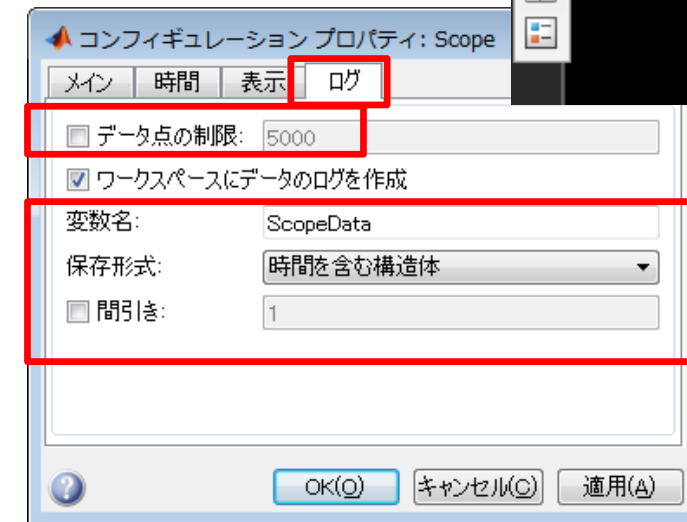 コンフィギュレーション プロパティ: Scope
メイン 時間 表示 ログ
データ点の制限: 5000
ワークスペースにデータのログを作成
変数名: ScopeData
保存形式: 時間を含む構造体
間引き: 1
OK(O) キャンセル(C) 適用(A)